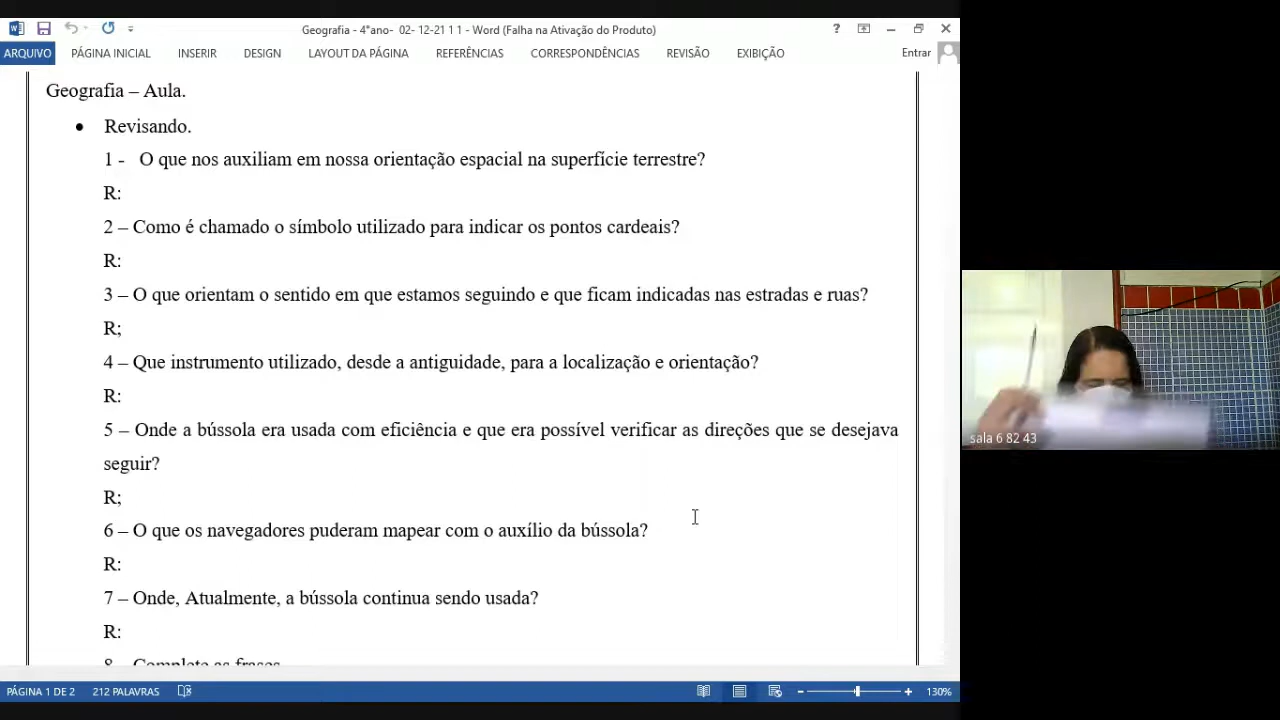 Geografia - 4°ano- 02- 12-21 1 1 - Word (Falha na Ativação do Produto)
ARQUIVO PÁGINA INICIAL INSERIR DESIGN LAYOUT DA PÁGINA REFERÊNCIAS CORRESPONDÊNCIAS REVISÃO EXIBIÇÃO Entrar
Geografia – Aula.
• Revisando.
1 - O que nos auxiliam em nossa orientação espacial na superfície terrestre?
R:
2 – Como é chamado o símbolo utilizado para indicar os pontos cardeais?
R:
3 – O que orientam o sentido em que estamos seguindo e que ficam indicadas nas estradas e ruas?
R;
4 – Que instrumento utilizado, desde a antiguidade, para a localização e orientação?
R:
5 – Onde a bússola era usada com eficiência e que era possível verificar as direções que se desejava
seguir?
R;
6 – O que os navegadores puderam mapear com o auxílio da bússola?
R:
7 – Onde, Atualmente, a bússola continua sendo usada?
R:
8 – Complete as frases
sala 6 82 43
PÁGINA 1 DE 2 212 PALAVRAS 130%